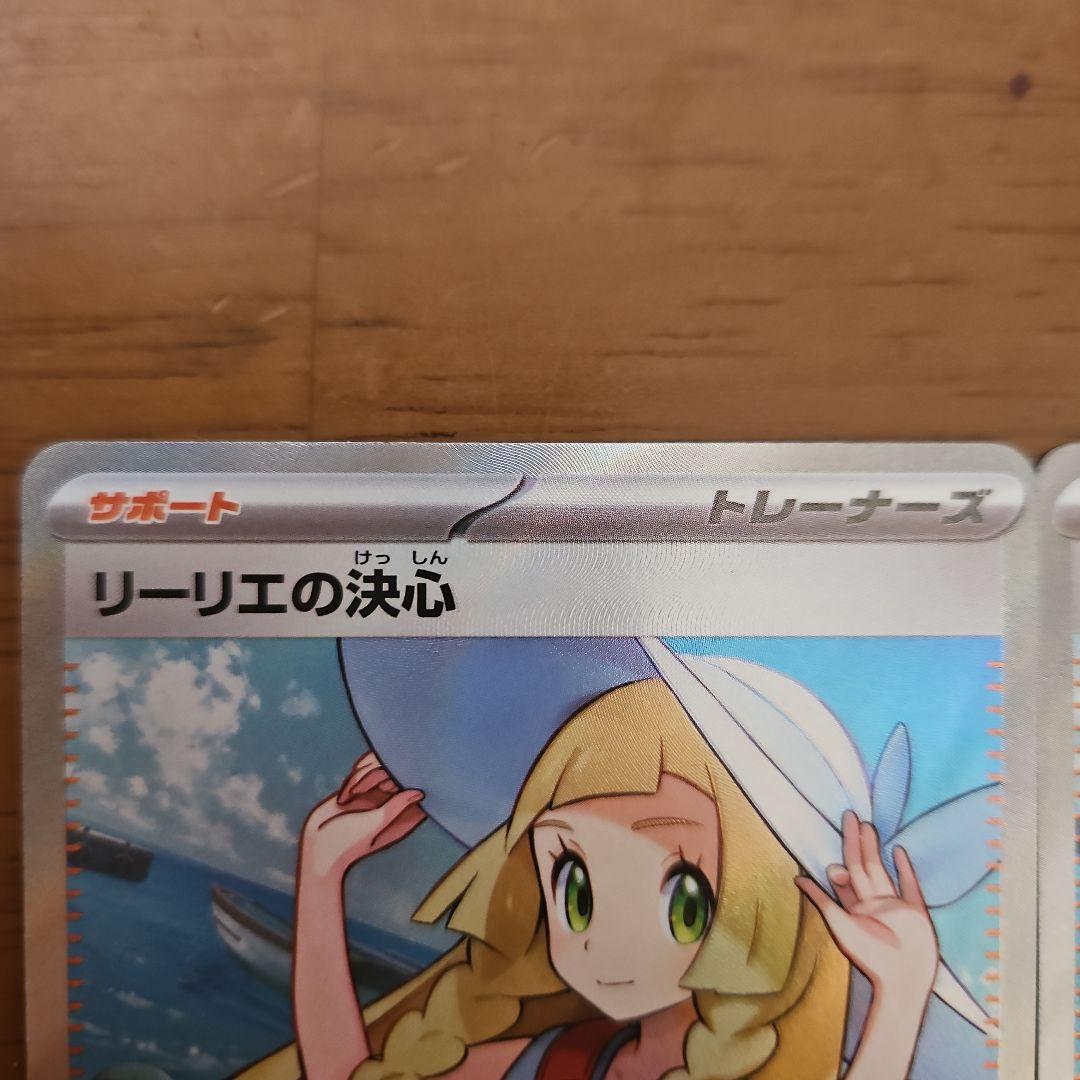 サポート トレーナーズ
けっ しん
リーリエの決心